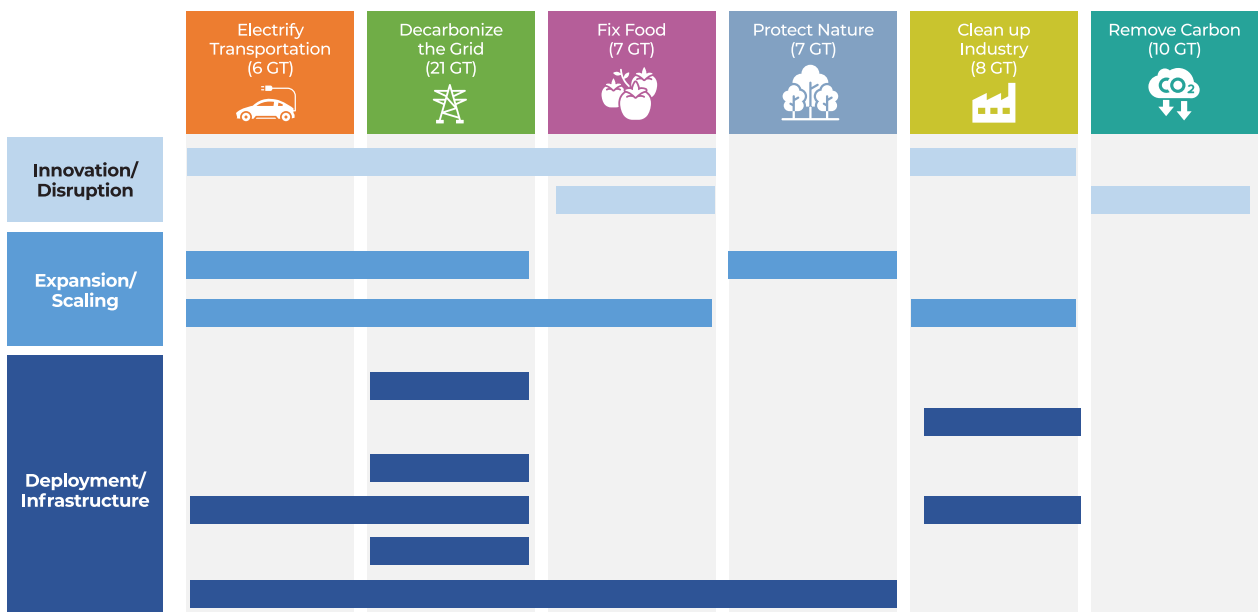 Electrify
Transportation
(6 GT)
Decarbonize
the Grid
(21 GT)
Fix Food
(7 GT)
Protect Nature
(7 GT)
Clean up
Industry
(8 GT)
Remove Carbon
(10 GT)
CO2
Innovation/
Disruption
Expansion/
Scaling
Deployment/
Infrastructure